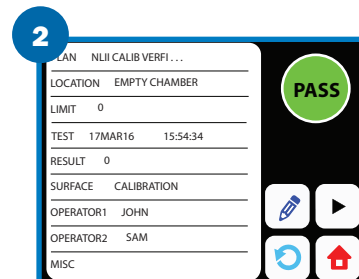 2
PLAN NLII CALIB VERFI...
LOCATION EMPTY CHAMBER
LIMIT 0
TEST 17MAR16 15:54:34
RESULT 0
SURFACE CALIBRATION
OPERATOR1 JOHN
OPERATOR2 SAM
MISC
PASS